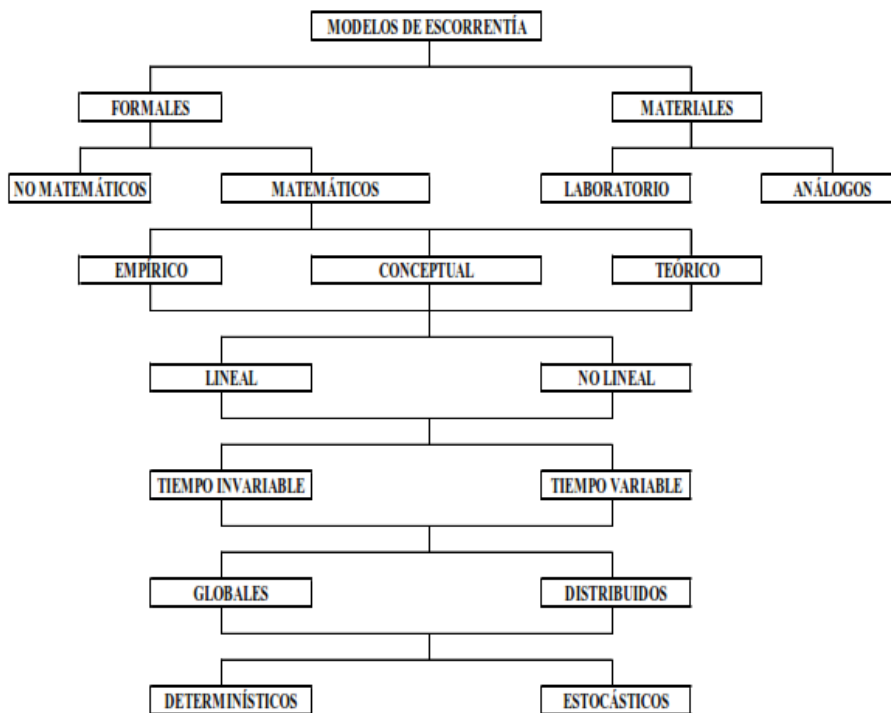 MODELOS DE ESCORRENTÍA
FORMALES
MATERIALES
NO MATEMÁTICOS
MATEMÁTICOS
LABORATORIO
ANÁLOGOS
EMPÍRICO
CONCEPTUAL
TEÓRICO
LINEAL
NO LINEAL
TIEMPO INVARIABLE
TIEMPO VARIABLE
GLOBALES
DISTRIBUIDOS
DETERMINÍSTICOS
ESTOCÁSTICOS